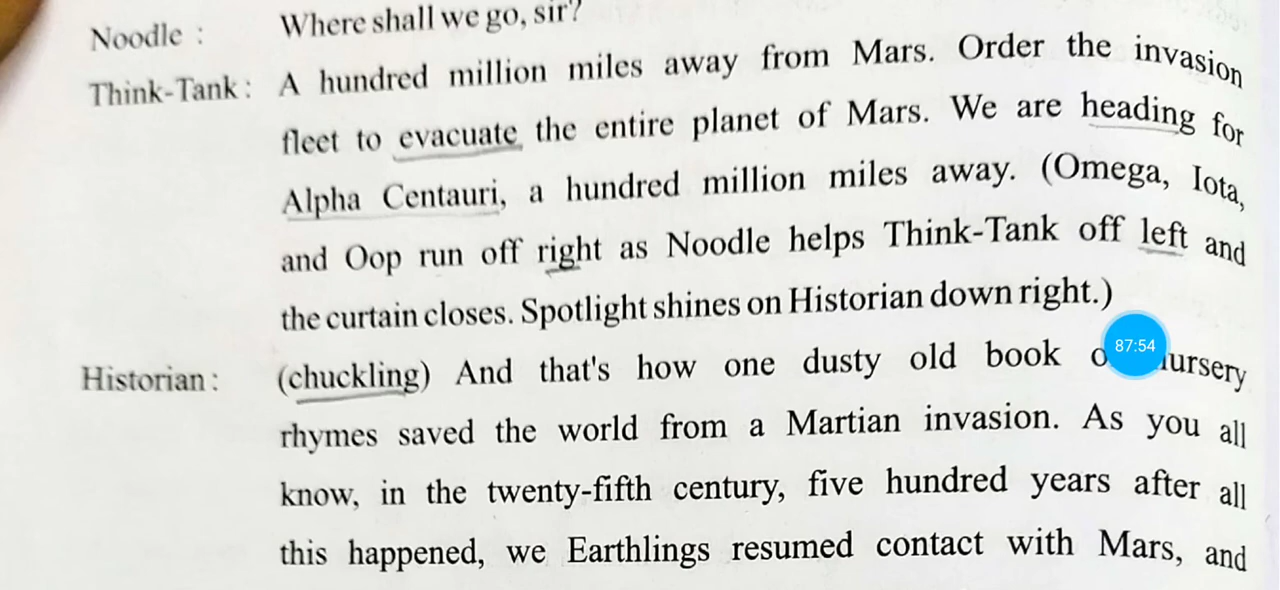 Noodle : Where shall we go, sir?
Think-Tank : A hundred million miles away from Mars. Order the invasion
fleet to evacuate the entire planet of Mars. We are heading for
Alpha Centauri, a hundred million miles away. (Omega, Iota,
and Oop run off right as Noodle helps Think-Tank off left and
the curtain closes. Spotlight shines on Historian down right.)
Historian : (chuckling) And that's how one dusty old book
87:54
rhymes saved the world from a Martian invasion. As you all
know, in the twenty-fifth century, five hundred years after all
this happened, we Earthlings resumed contact with Mars, and